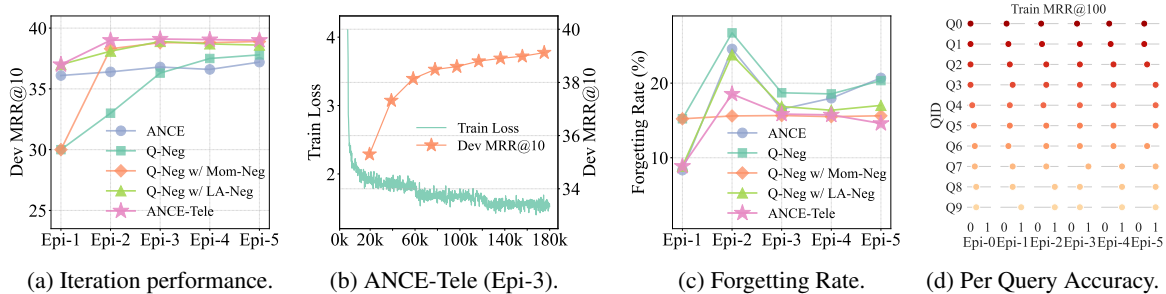 40
35
30
25
Dev MRR@10
ANCE
Q-Neg
Q-Neg w/ Mom-Neg
Q-Neg w/ LA-Neg
ANCE-Tele
Epi-1 Epi-2 Epi-3 Epi-4 Epi-5
(a) Iteration performance.
4
3
2
Train Loss
Train Loss
Dev MRR@10
40
38
36
34
Dev MRR@10
0k 20k 60k 100k 140k 180k
(b) ANCE-Tele (Epi-3).
20
10
Forgetting Rate (%)
ANCE
Q-Neg
Q-Neg w/ Mom-Neg
Q-Neg w/ LA-Neg
ANCE-Tele
Epi-1 Epi-2 Epi-3 Epi-4 Epi-5
(c) Forgetting Rate.
Train MRR@100
QID
Q0
Q1
Q2
Q3
Q4
Q5
Q6
Q7
Q8
Q9
0 1 0 1 0 1 0 1 0 1 0 1
Epi-0 Epi-1 Epi-2 Epi-3 Epi-4 Epi-5
(d) Per Query Accuracy.